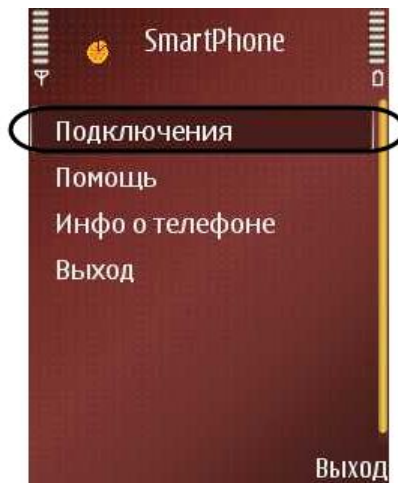 SmartPhone
Подключения
Помощь
Инфо о телефоне
Выход
Выход